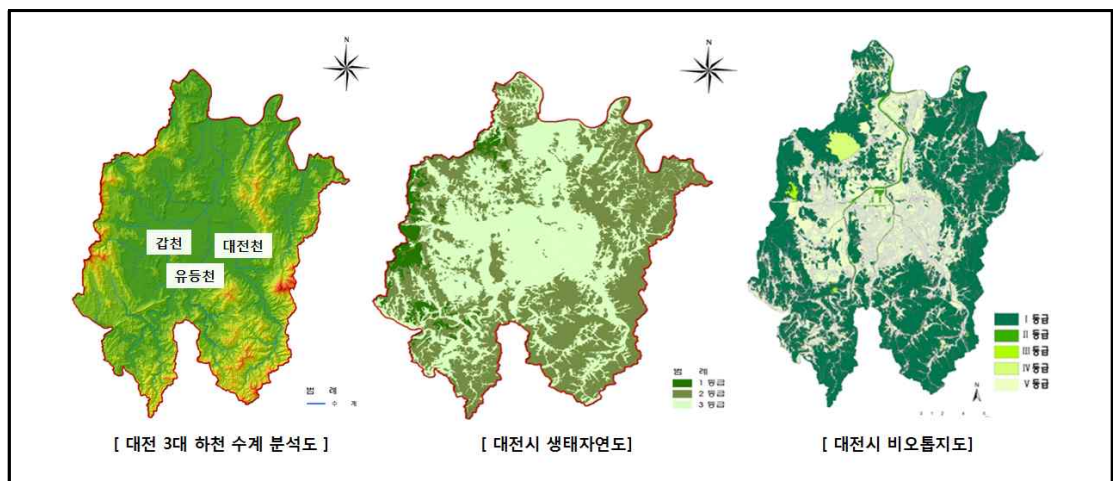 N
갑천
대전천
유등천
범 례
수 계
[ 대전 3대 하천 수계 분석도 ]
N
범 례
1 등급
2 등급
3 등급
[ 대전시 생태자연도]
Ⅰ 등급
Ⅱ 등급
Ⅲ 등급
Ⅳ 등급
Ⅴ 등급
N
[ 대전시 비오톱지도]